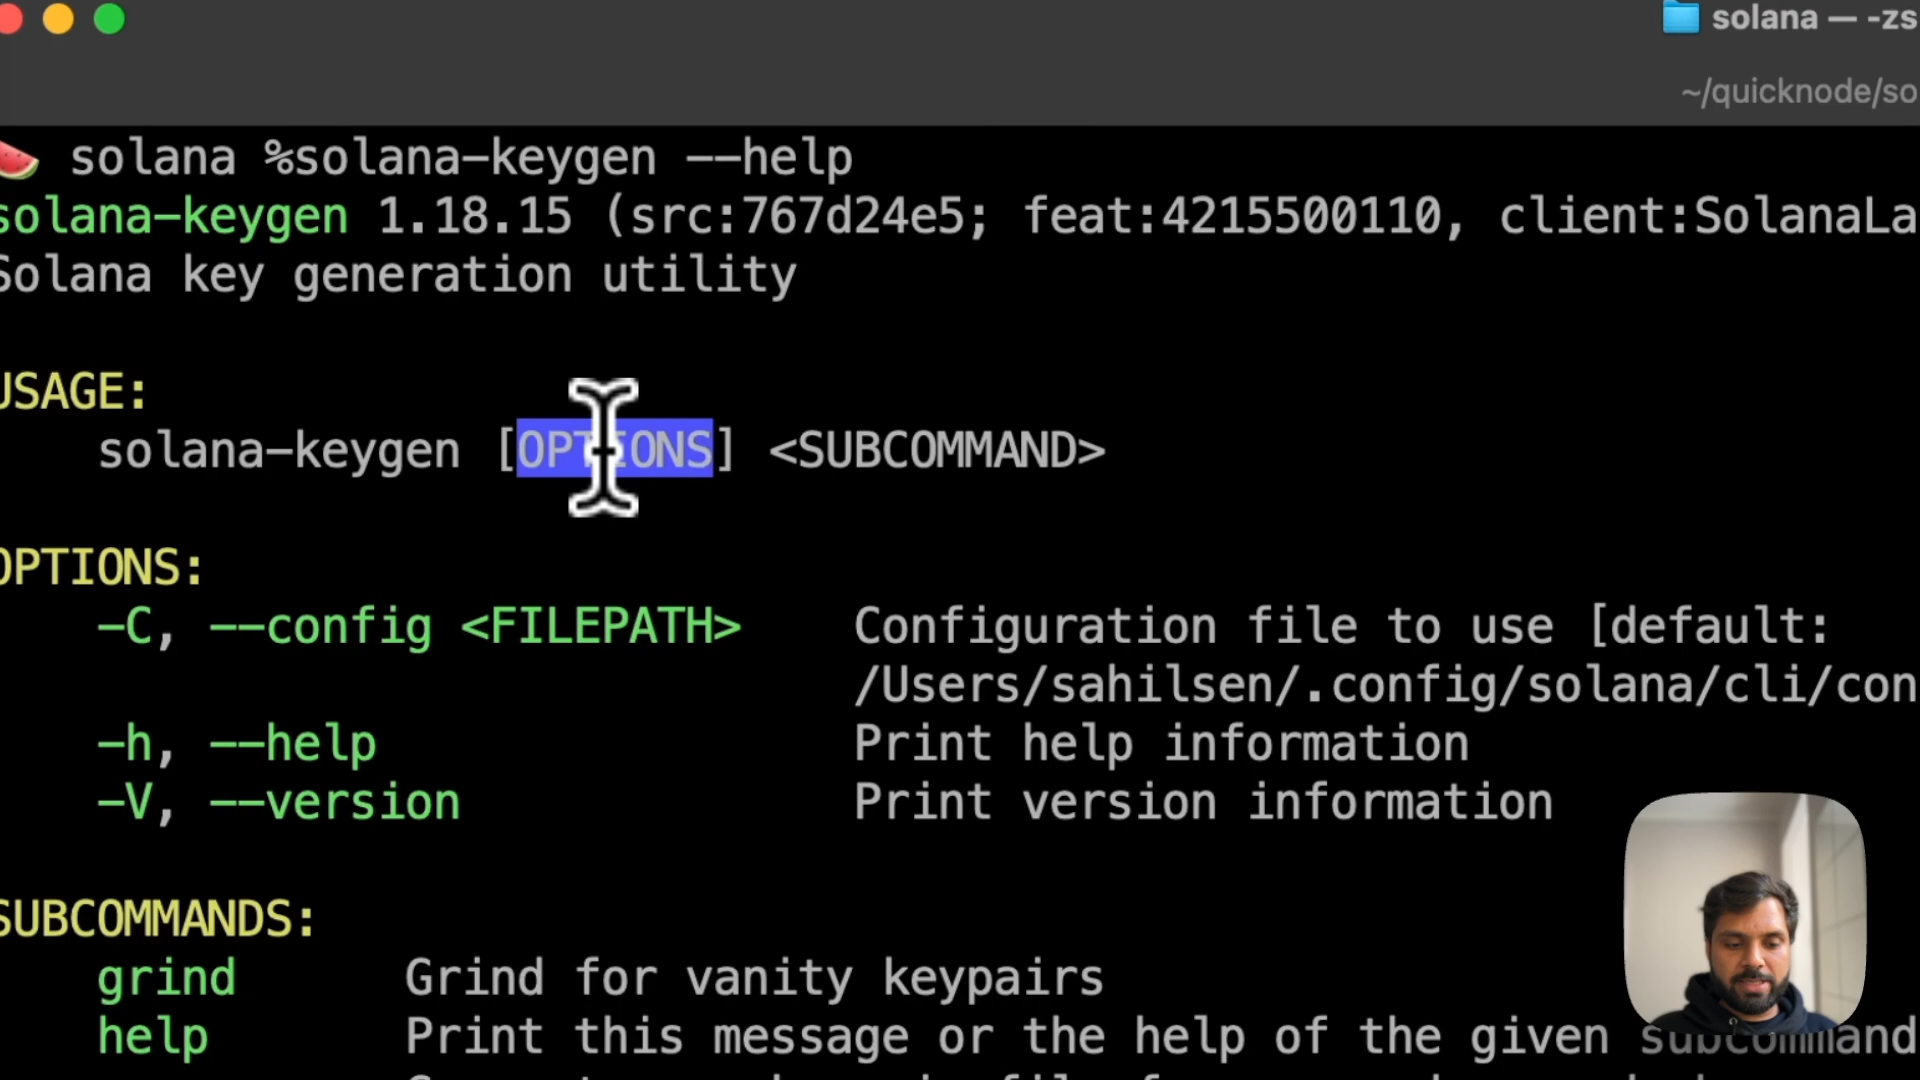 solana — -zs
~/quicknode/so
solana %solana-keygen --help
solana-keygen 1.18.15 (src:767d24e5; feat:4215500110, client:SolanaLa
Solana key generation utility
USAGE:
solana-keygen [OPTIONS] <SUBCOMMAND>
OPTIONS:
-C, --config <FILEPATH> Configuration file to use [default:
/Users/sahilsen/.config/solana/cli/con
-h, --help Print help information
-V, --version Print version information
SUBCOMMANDS:
grind Grind for vanity keypairs
help Print this message or the help of the given subcommand